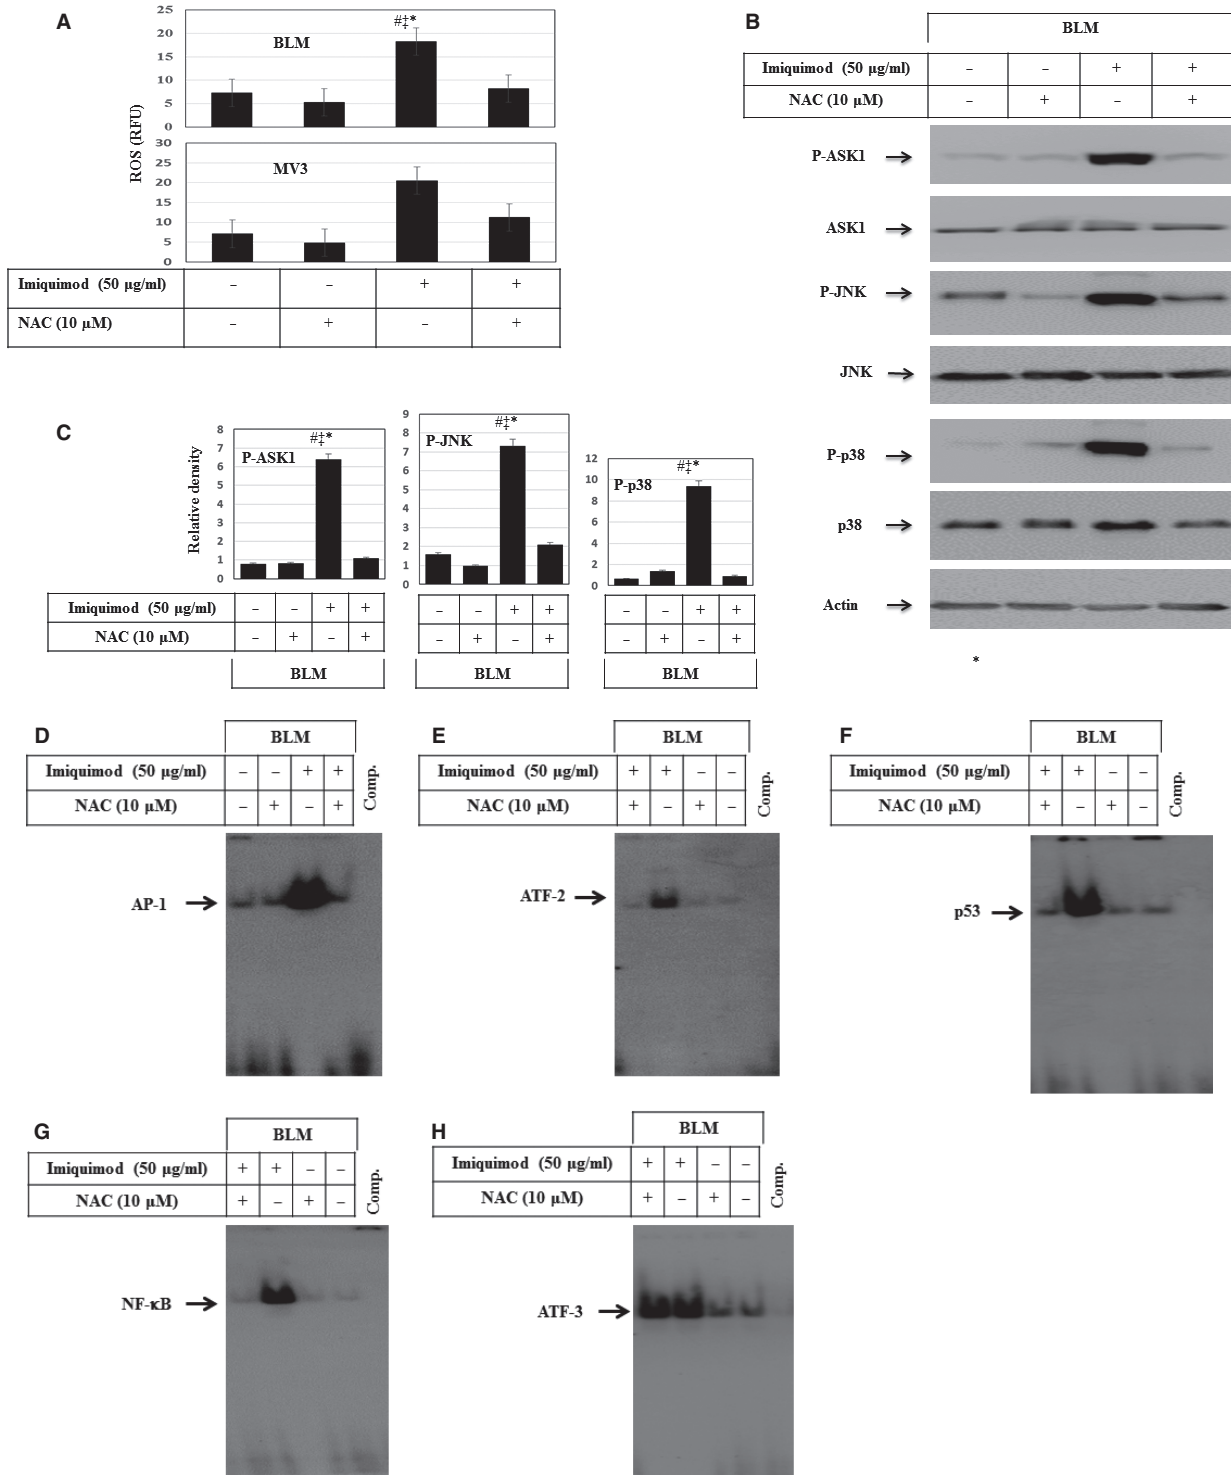 A
ROS (RFU)
25
20
15
10
5
0
BLM
#‡*
30
25
20
15
10
5
0
MV3
Imiquimod (50 µg/ml) – – + +
NAC (10 µM) – + – +
B
BLM
Imiquimod (50 µg/ml) – – + +
NAC (10 µM) – + – +
P-ASK1
ASK1
P-JNK
JNK
P-p38
p38
Actin
*
C
Relative density
8
7
6
5
4
3
2
1
0
P-ASK1
#‡*
9
8
7
6
5
4
3
2
1
0
P-JNK
#‡*
12
10
8
6
4
2
0
P-p38
#‡*
Imiquimod (50 µg/ml) – – + + – – + + – – + +
NAC (10 µM) – + – + – + – + – + – +
BLM BLM BLM
D
BLM
Imiquimod (50 µg/ml) – – + +
NAC (10 µM) – + – +
Comp.
AP-1
E
BLM
Imiquimod (50 µg/ml) + + – –
NAC (10 µM) + – + –
Comp.
ATF-2
F
BLM
Imiquimod (50 µg/ml) + + – –
NAC (10 µM) + – + –
Comp.
p53
G
BLM
Imiquimod (50 µg/ml) + + – –
NAC (10 µM) + – + –
Comp.
NF-κB
H
BLM
Imiquimod (50 µg/ml) + + – –
NAC (10 µM) + – + –
Comp.
ATF-3